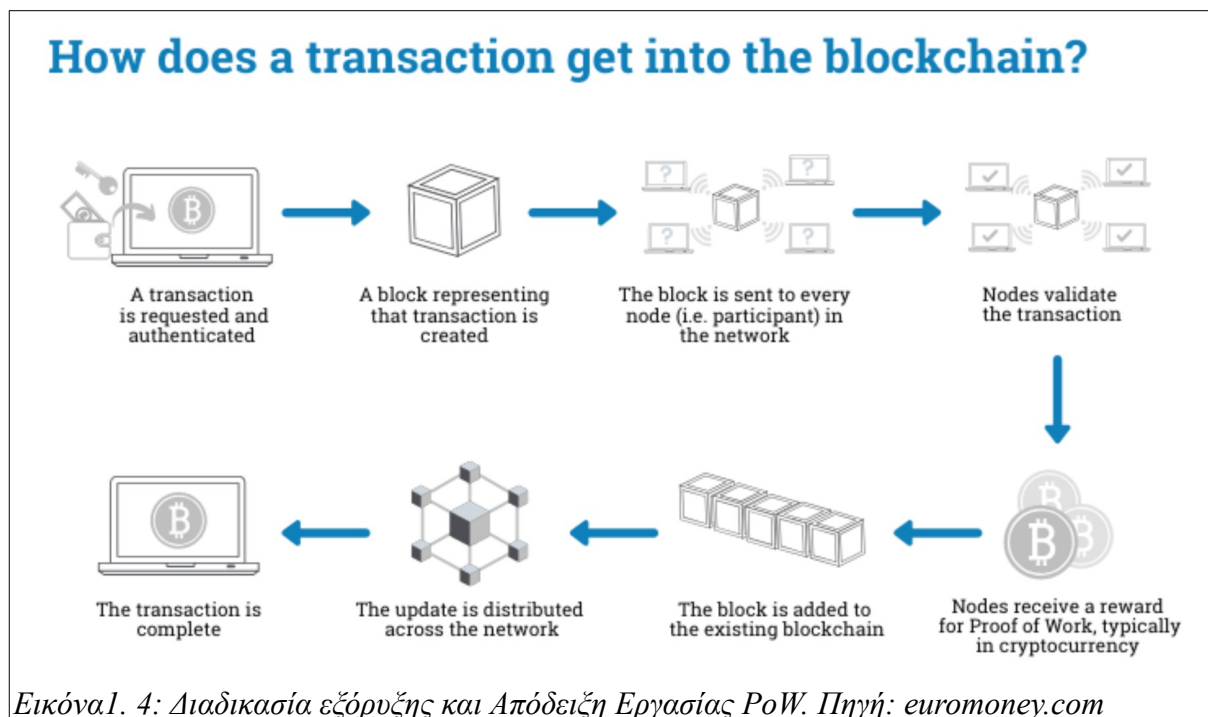 How does a transaction get into the blockchain?
A transaction
is requested and
authenticated
A block representing
that transaction is
created
The block is sent to every
node (i.e. participant) in
the network
Nodes validate
the transaction
The transaction is
complete
The update is distributed
across the network
The block is added to
the existing blockchain
Nodes receive a reward
for Proof of Work, typically
in cryptocurrency
Εικόνα1. 4: Διαδικασία εξόρυξης και Απόδειξη Εργασίας PoW. Πηγή: euromoney.com